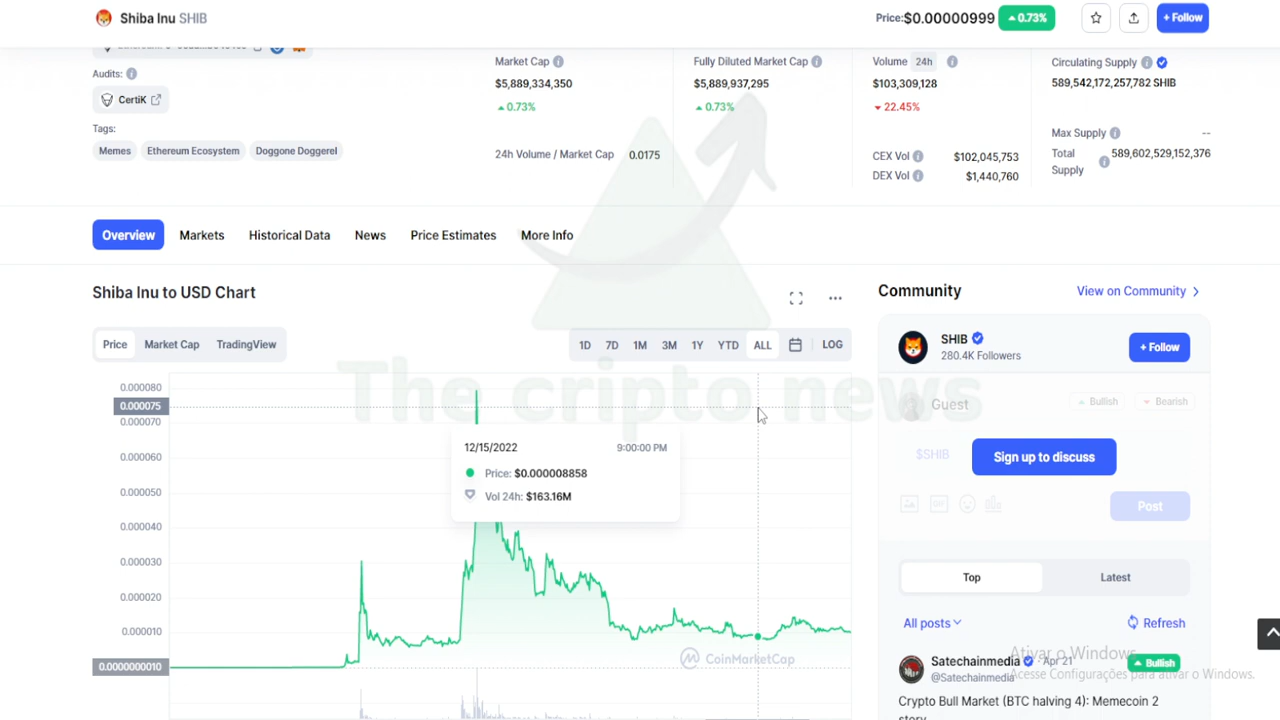 Shiba Inu SHIB
Price:$0.00000999 0.73% + Follow
Audits:
CertiK
Tags:
Memes Ethereum Ecosystem Doggone Doggerel
Market Cap
$5,889,334,350
0.73%
24h Volume / Market Cap 0.0175
Fully Diluted Market Cap
$5,889,937,295
0.73%
Volume 24h
$103,309,128
22.45%
CEX Vol $102,045,753
DEX Vol $1,440,760
Circulating Supply
589,542,172,257,782 SHIB
Max Supply --
Total Supply 589,602,529,152,376
Overview Markets Historical Data News Price Estimates More Info
Shiba Inu to USD Chart
Price Market Cap TradingView
1D 7D 1M 3M 1Y YTD ALL LOG
The cripto news
0.000080
0.000075
0.000070
0.000060
0.000050
0.000040
0.000030
0.000020
0.000010
0.0000000010
12/15/2022 9:00:00 PM
Price: $0.000008858
Vol 24h: $163.16M
CoinMarketCap
Community View on Community
SHIB
280.4K Followers
+ Follow
Guest Bullish Bearish
$SHIB
Sign up to discuss
GIF
Post
Top Latest
All posts Refresh
Satechainmedia · Apr 21 Bullish
@Satechainmedia
Crypto Bull Market (BTC halving 4): Memecoin 2
story
Ativar o Windows
Acesse Configurações para ativar o Windows.